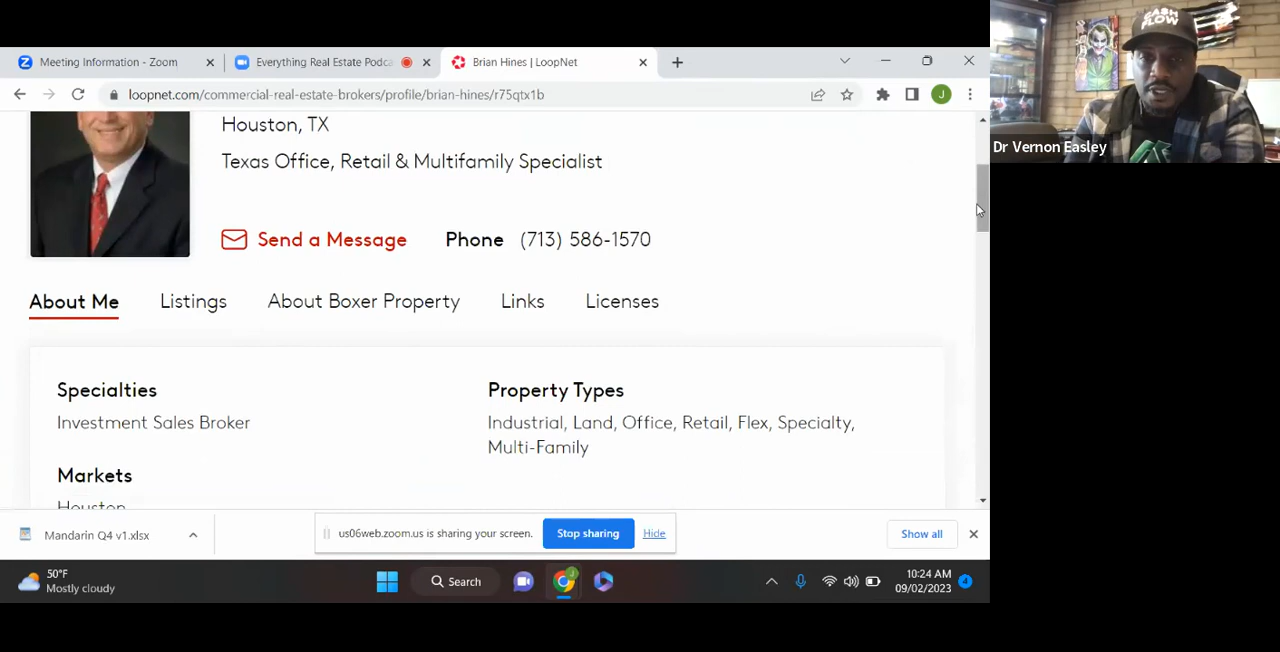 Meeting Information - Zoom
Everything Real Estate Podca
Brian Hines | LoopNet
loopnet.com/commercial-real-estate-brokers/profile/brian-hines/r75qtx1b
J
CASH
FLOW
Dr Vernon Easley
Houston, TX
Texas Office, Retail & Multifamily Specialist
Send a Message
Phone (713) 586-1570
About Me
Listings
About Boxer Property
Links
Licenses
Specialties
Investment Sales Broker
Property Types
Industrial, Land, Office, Retail, Flex, Specialty,
Multi-Family
Markets
Houston
Mandarin Q4 v1.xlsx
us06web.zoom.us is sharing your screen.
Stop sharing
Hide
Show all
50°F
Mostly cloudy
Search
10:24 AM
09/02/2023
4